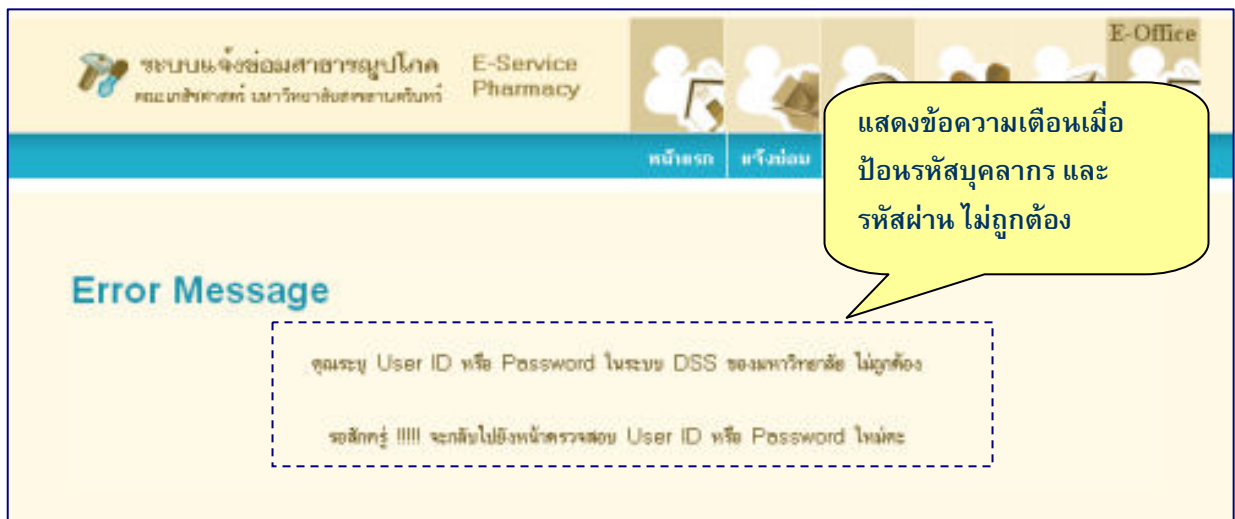 E-Office
ระบบแจ้งซ่อมสาธารณูปโภค E-Service
คณะเภสัชศาสตร์ มหาวิทยาลัยสงขลานครินทร์ Pharmacy
หน้าแรก แจ้งซ่อม
แสดงข้อความเตือนเมื่อ
ป้อนรหัสบุคลากร และ
รหัสผ่าน ไม่ถูกต้อง
Error Message
คุณระบุ User ID หรือ Password ในระบบ DSS ของมหาวิทยาลัย ไม่ถูกต้อง
รอสักครู่ !!!!! จะกลับไปยังหน้าตรวจสอบ User ID หรือ Password ใหม่คะ